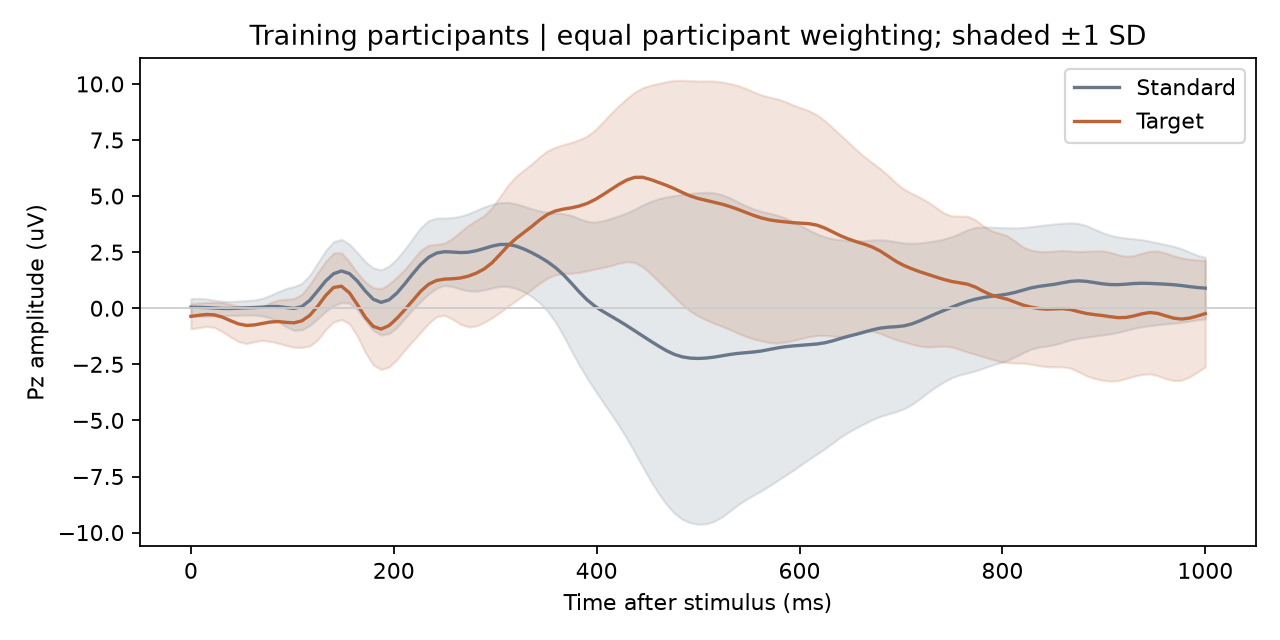 Training participants | equal participant weighting; shaded ±1 SD
Standard
Target
Pz amplitude (uV)
10.0
7.5
5.0
2.5
0.0
−2.5
−5.0
−7.5
−10.0
0 200 400 600 800 1000
Time after stimulus (ms)